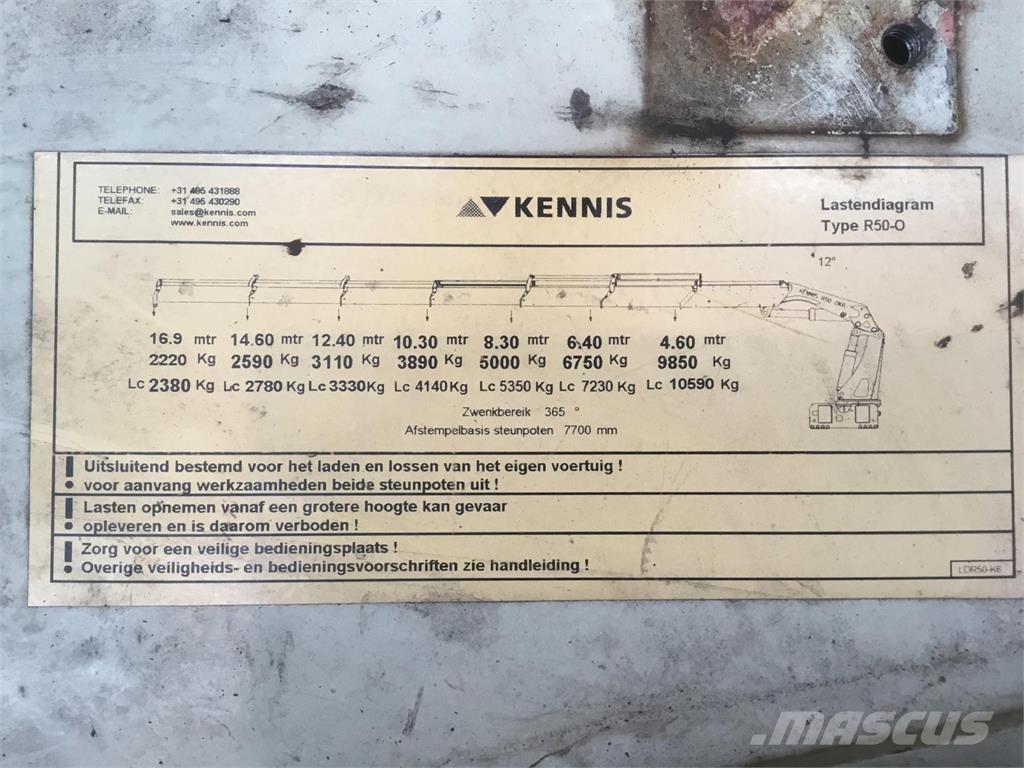 TELEPHONE: +31 495 431888
TELEFAX: +31 495 430290
E-MAIL: sales@kennis.com
www.kennis.com
KENNIS
Lastendiagram
Type R50-O
12°
KENNIS R50
16.9 mtr 14.60 mtr 12.40 mtr 10.30 mtr 8.30 mtr 6.40 mtr 4.60 mtr
2220 Kg 2590 Kg 3110 Kg 3890 Kg 5000 Kg 6750 Kg 9850 Kg
Lc 2380 Kg Lc 2780 Kg Lc 3330 Kg Lc 4140 Kg Lc 5350 Kg Lc 7230 Kg Lc 10590 Kg
Zwenkbereik 365 °
Afstempelbasis steunpoten 7700 mm
! Uitsluitend bestemd voor het laden en lossen van het eigen voertuig !
voor aanvang werkzaamheden beide steunpoten uit !
! Lasten opnemen vanaf een grotere hoogte kan gevaar
opleveren en is daarom verboden !
! Zorg voor een veilige bedieningsplaats !
Overige veiligheids- en bedieningsvoorschriften zie handleiding !
LDR50-K6
MASCUS